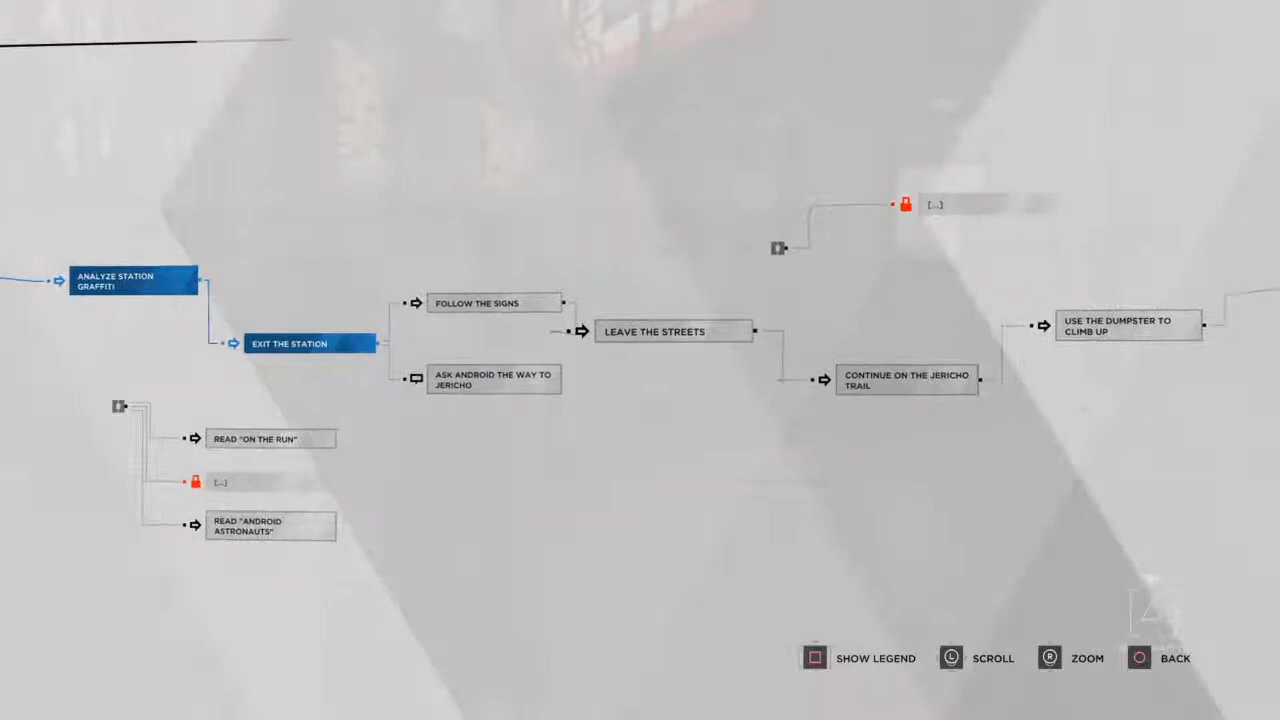 [...]
ANALYZE STATION
GRAFFITI
FOLLOW THE SIGNS
LEAVE THE STREETS
USE THE DUMPSTER TO
CLIMB UP
EXIT THE STATION
ASK ANDROID THE WAY TO
JERICHO
CONTINUE ON THE JERICHO
TRAIL
READ "ON THE RUN"
[...]
READ "ANDROID
ASTRONAUTS"
SHOW LEGEND
L
SCROLL
R
ZOOM
BACK